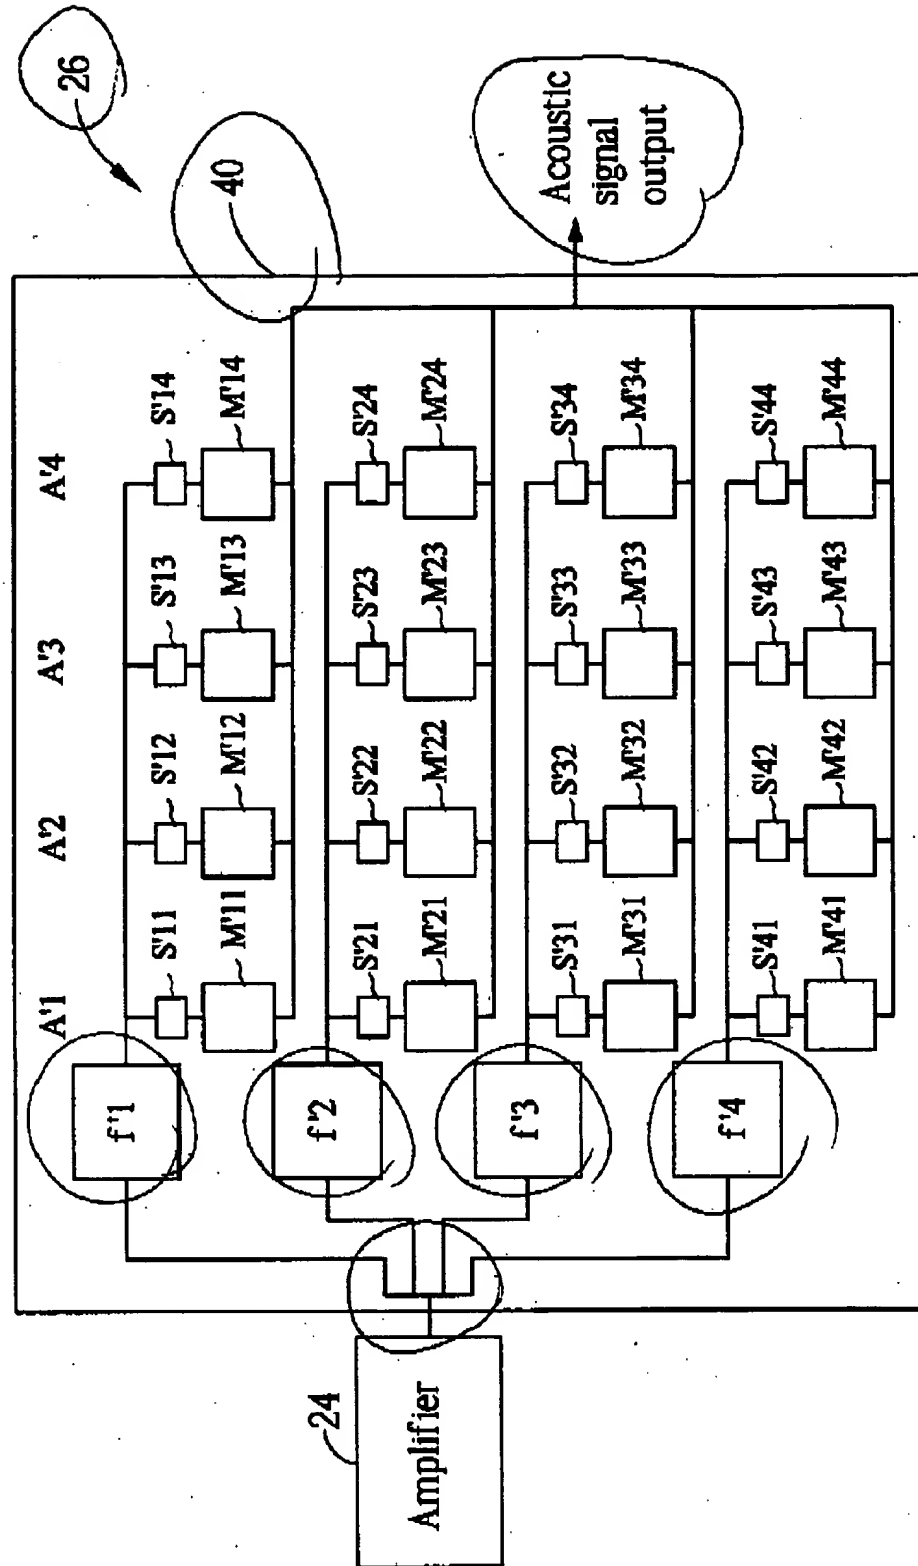 26
40
A'1 A'2 A'3 A'4
S'11 S'12 S'13 S'14
M'11 M'12 M'13 M'14
f'1
S'21 S'22 S'23 S'24
M'21 M'22 M'23 M'24
f'2
Acoustic
signal
output
24
Amplifier
S'31 S'32 S'33 S'34
M'31 M'32 M'33 M'34
f'3
S'41 S'42 S'43 S'44
M'41 M'42 M'43 M'44
f'4